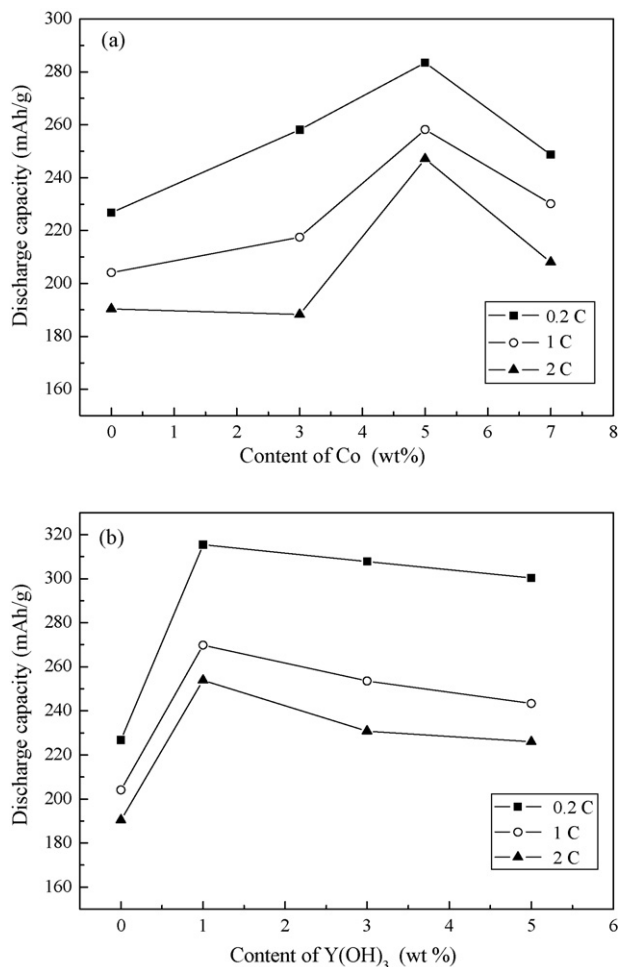 (a)
Discharge capacity (mAh/g)
300
280
260
240
220
200
180
160
0 1 2 3 4 5 6 7 8
Content of Co (wt%)
0.2 C
1 C
2 C
(b)
Discharge capacity (mAh/g)
320
300
280
260
240
220
200
180
160
0 1 2 3 4 5 6
Content of Y(OH)₃ (wt %)
0.2 C
1 C
2 C